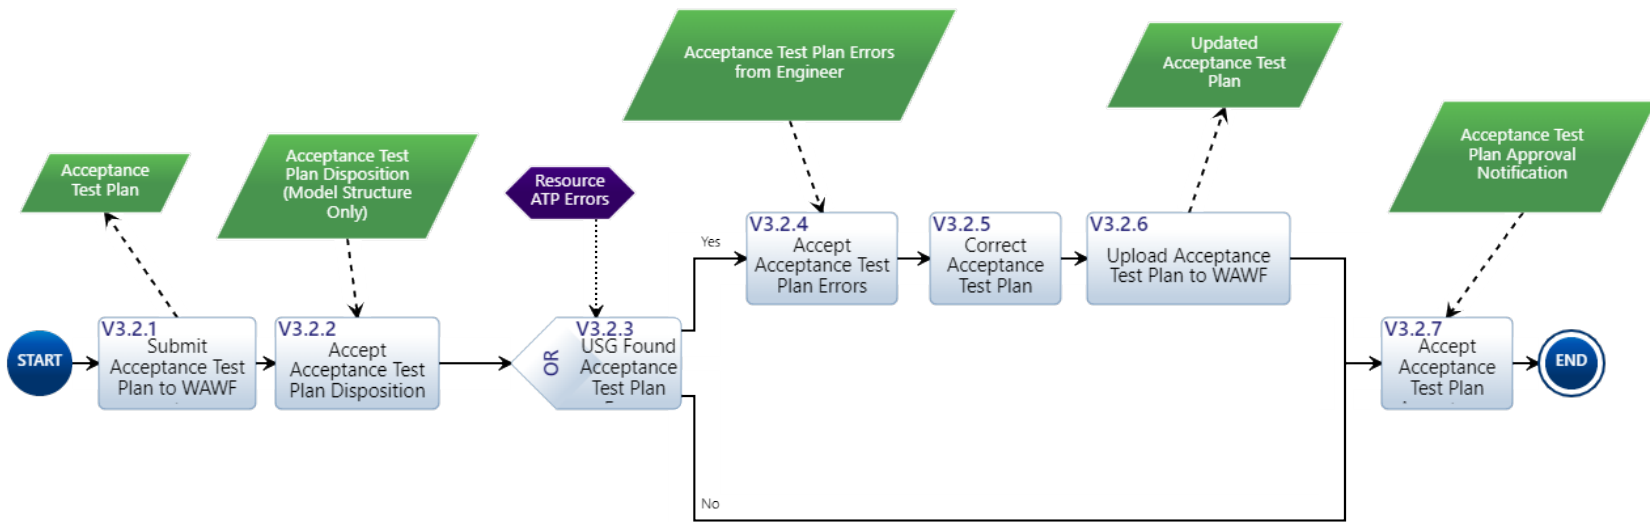 Acceptance
Test Plan
Acceptance Test
Plan Disposition
(Model Structure
Only)
Resource
ATP Errors
Acceptance Test Plan Errors
from Engineer
Updated
Acceptance Test
Plan
Acceptance Test
Plan Approval
Notification
START
V3.2.1
Submit
Acceptance Test
Plan to WAWF
V3.2.2
Accept
Acceptance Test
Plan Disposition
OR
V3.2.3
USG Found
Acceptance
Test Plan
Yes
No
V3.2.4
Accept
Acceptance Test
Plan Errors
V3.2.5
Correct
Acceptance
Test Plan
V3.2.6
Upload Acceptance
Test Plan to WAWF
V3.2.7
Accept
Acceptance
Test Plan
END